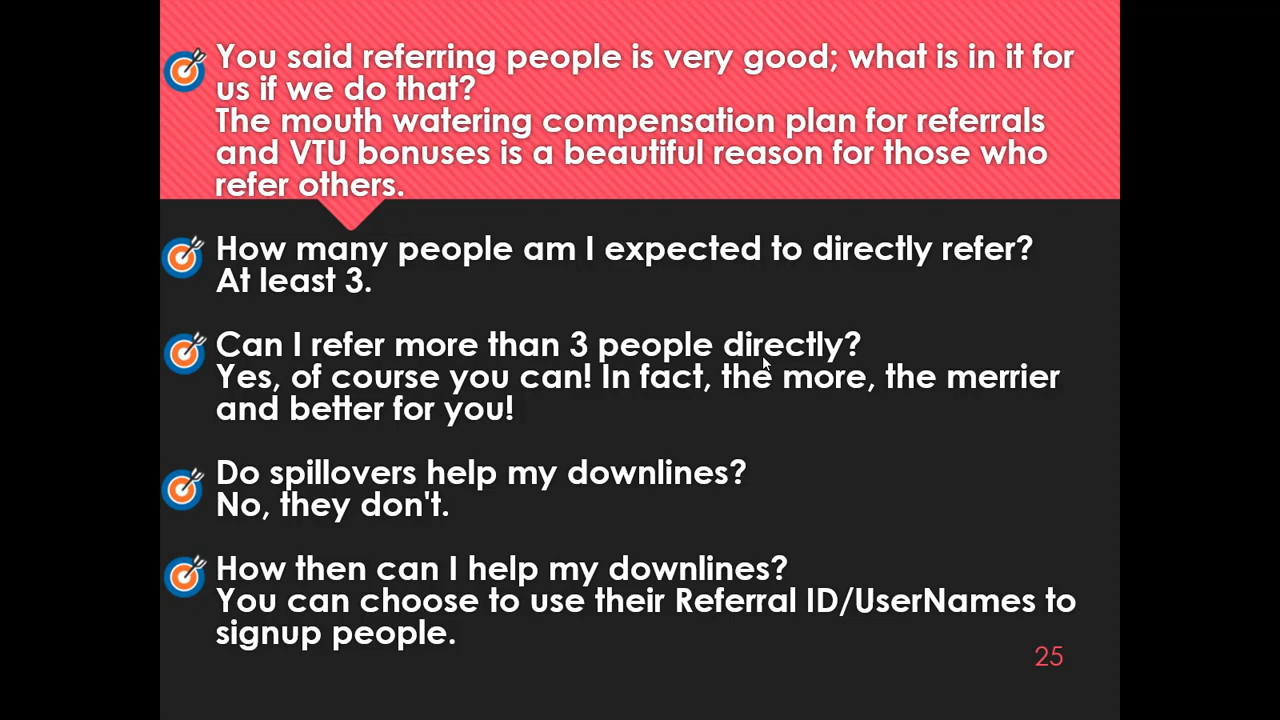 You said referring people is very good; what is in it for
us if we do that?
The mouth watering compensation plan for referrals
and VTU bonuses is a beautiful reason for those who
refer others.
How many people am I expected to directly refer?
At least 3.
Can I refer more than 3 people directly?
Yes, of course you can! In fact, the more, the merrier
and better for you!
Do spillovers help my downlines?
No, they don't.
How then can I help my downlines?
You can choose to use their Referral ID/UserNames to
signup people.
25